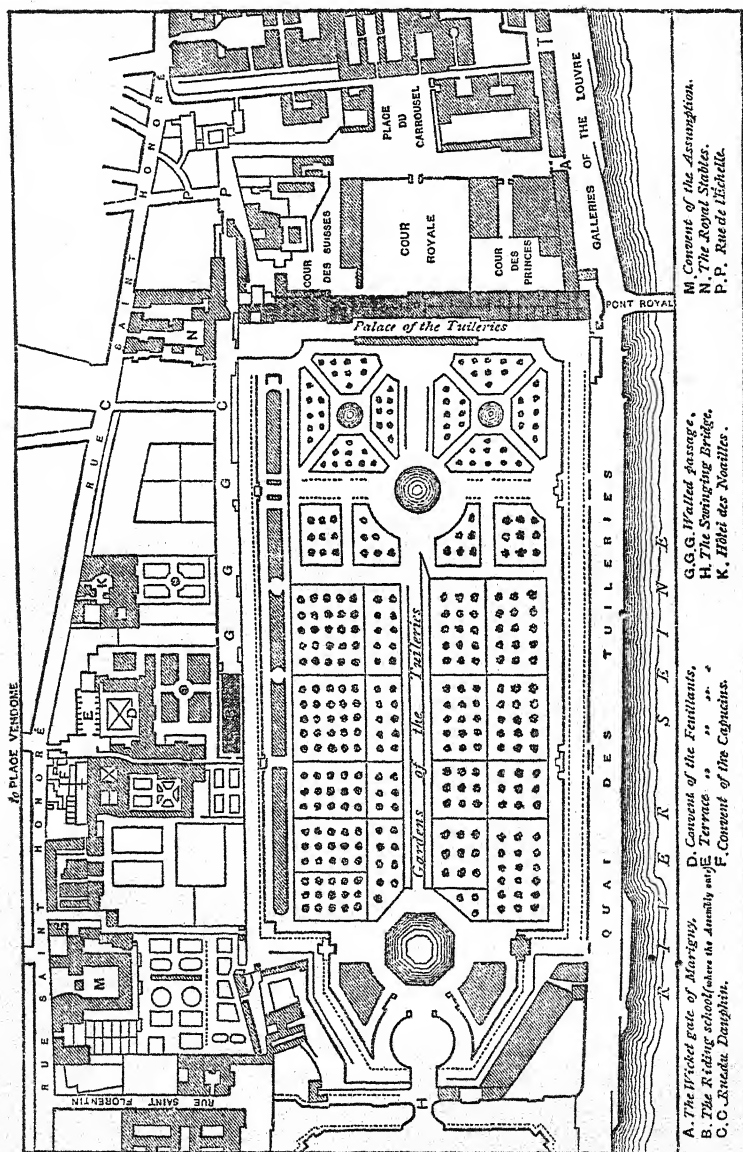 to PLACE VENDOME
RUE SAINT HONORÉ
RUE SAINT HONORÉ
RUE SAINT FLORENTIN
M
F
E
D
K
G
G
G
C
C
N
P
P
PLACE DU CARROUSEL
COUR DES SUISSES
COUR ROYALE
COUR DES PRINCES
A
GALLERIES OF THE LOUVRE
Palace of the Tuileries
E
PONT ROYAL
Gardens of the Tuileries
H
QUAI DES TUILERIES
RIVER SEINE
A. The Wicket gate of Marigny.
B. The Riding school (where the Assembly sate)
C.C. Rue du Dauphin.
D. Convent of the Feuillants.
E. Terrace " " " "
F. Convent of the Capucins.
G.G.G. Walled passage.
H. The Swinging Bridge.
K. Hôtel des Noailles.
M. Convent of the Assumption.
N. The Royal Stables.
P.P. Rue de l'Échelle.